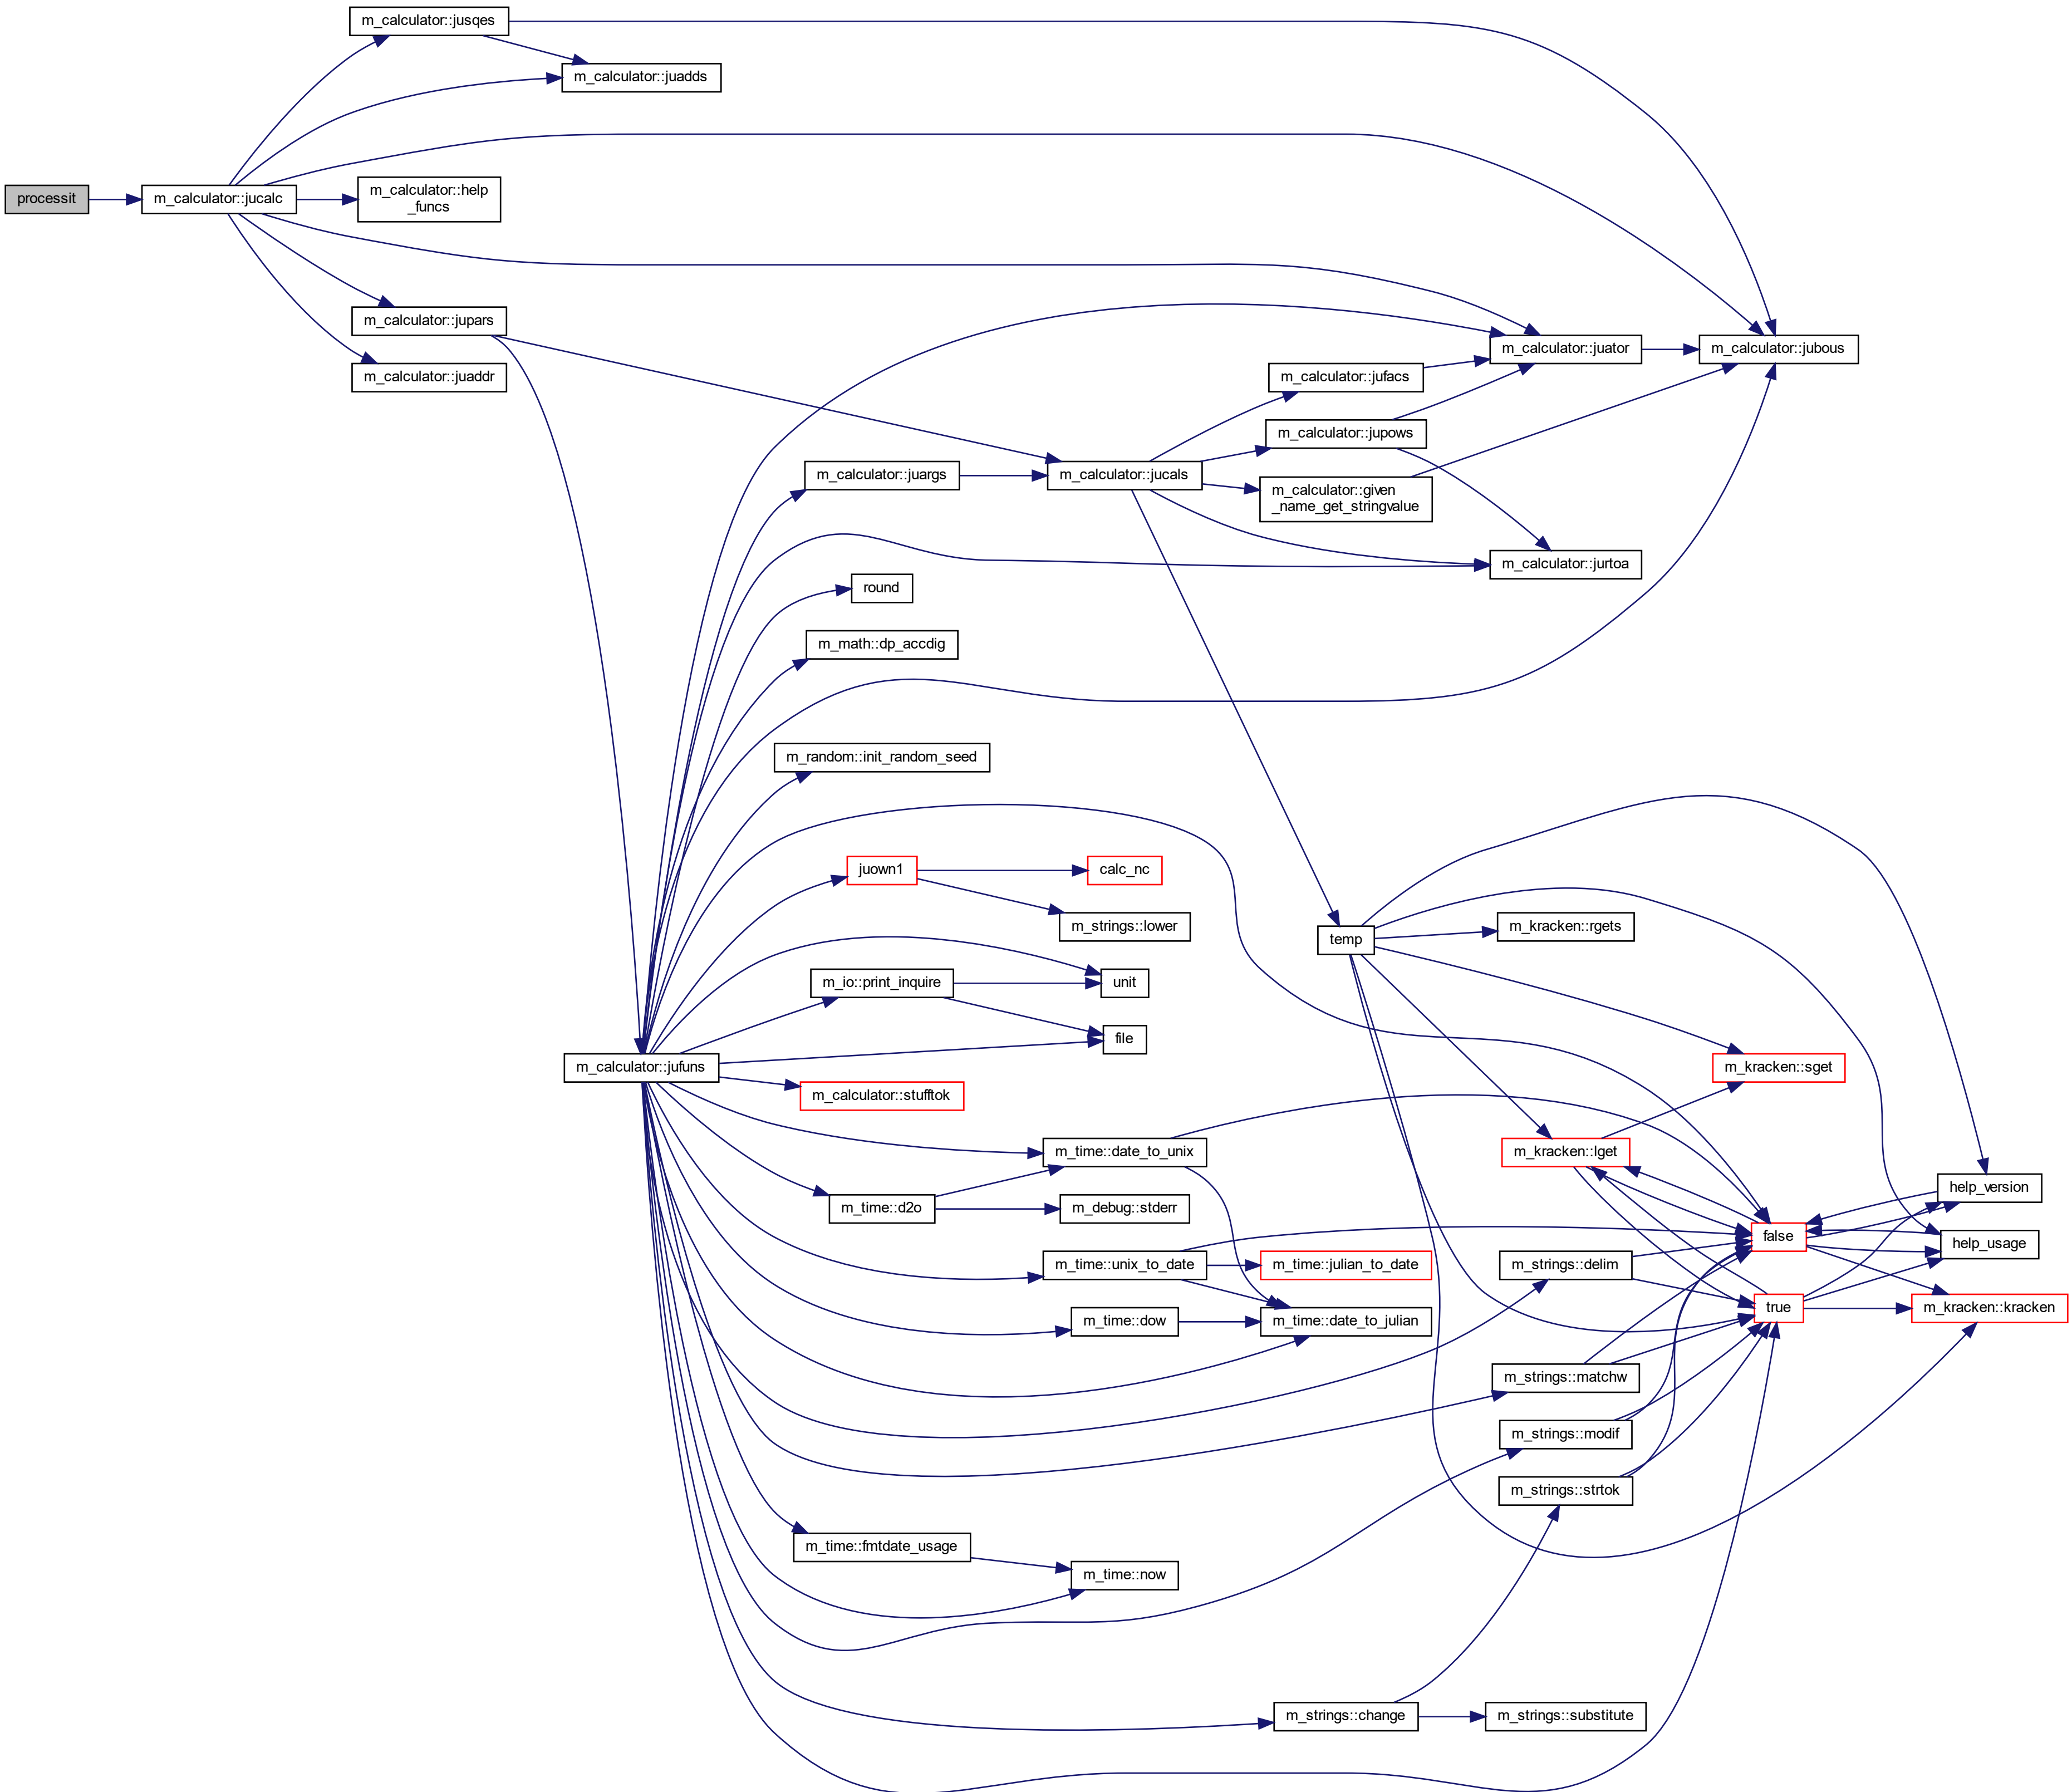 m_calculator::jusqes
m_calculator::juadds
processit
m_calculator::jucalc
m_calculator::help
_funcs
m_calculator::jupars
m_calculator::juaddr
m_calculator::juator
m_calculator::jubous
m_calculator::jufacs
m_calculator::jupows
m_calculator::juargs
m_calculator::jucals
m_calculator::given
_name_get_stringvalue
m_calculator::jurtoa
round
m_math::dp_accdig
m_random::init_random_seed
juown1
calc_nc
m_strings::lower
temp
m_kracken::rgets
m_io::print_inquire
unit
file
m_calculator::jufuns
m_kracken::sget
m_calculator::stufftok
m_time::date_to_unix
m_kracken::lget
help_version
m_time::d2o
m_debug::stderr
false
help_usage
m_time::unix_to_date
m_time::julian_to_date
m_strings::delim
true
m_kracken::kracken
m_time::dow
m_time::date_to_julian
m_strings::matchw
m_strings::modif
m_strings::strtok
m_time::fmtdate_usage
m_time::now
m_strings::change
m_strings::substitute